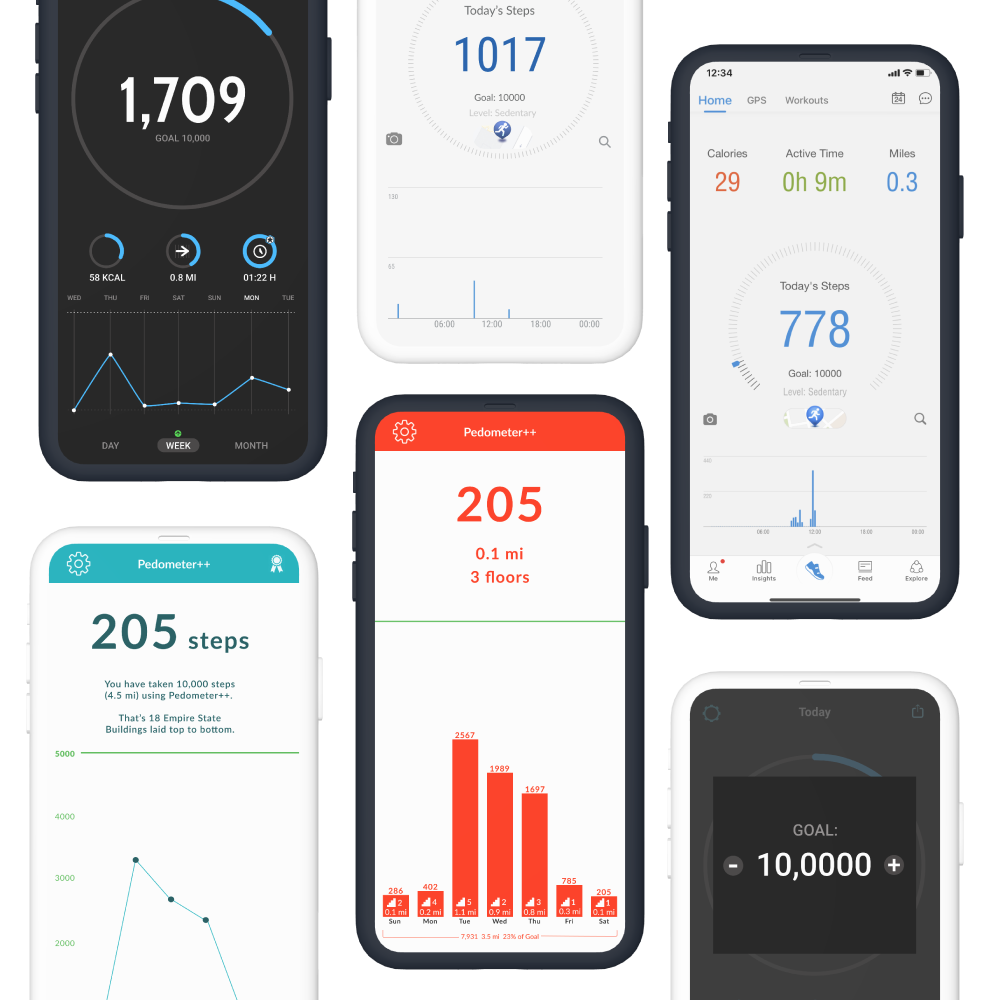 1,709
GOAL 10,000
58 KCAL 0.8 MI 01:22 H
WED THU FRI SAT SUN MON TUE
DAY WEEK MONTH
Today's Steps
1017
Goal: 10000
Level: Sedentary
136
65
06:00 12:00 18:00 00:00
12:34
Home GPS Workouts 24
Calories Active Time Miles
29 0h 9m 0.3
Today's Steps
778
Goal: 10000
Level: Sedentary
06:00 12:00 18:00 00:00
Me Insights Feed Explore
Pedometer++
205 steps
You have taken 10,000 steps
(4.5 mi) using Pedometer++.
That's 18 Empire State
Buildings laid top to bottom.
5000
4000
3000
2000
Pedometer++
205
0.1 mi
3 floors
2567
1989
1697
785
402
286
205
2 4 5 2 3 1 1
0.1 mi 0.2 mi 1.1 mi 0.9 mi 0.8 mi 0.3 mi 0.1 mi
Sun Mon Tue Wed Thu Fri Sat
7,931 3.5 mi 23% of Goal
Today
GOAL:
- 10,0000 +